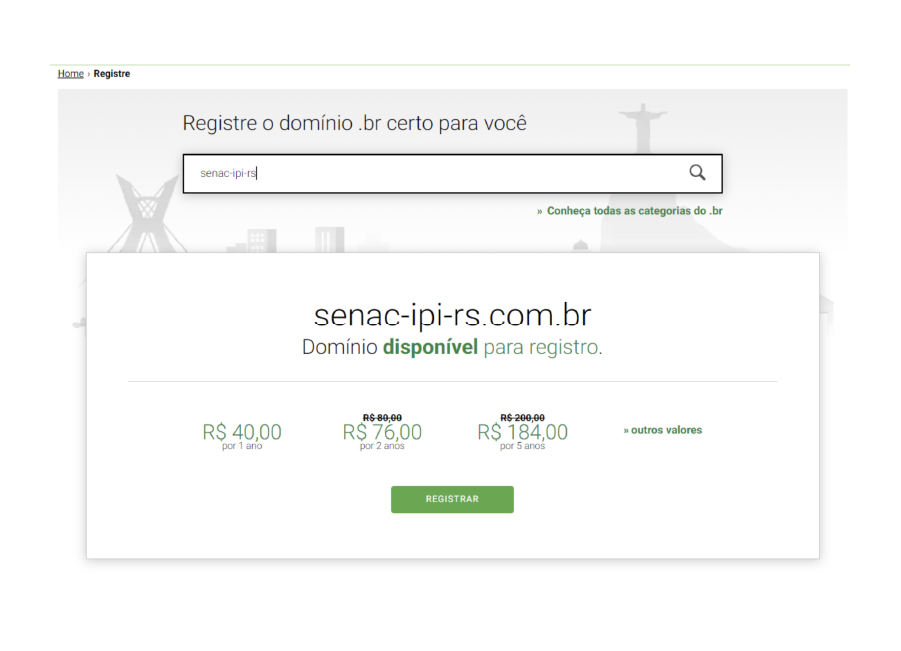 Home › Registre
Registre o domínio .br certo para você
senac-ipi-rs
» Conheça todas as categorias do .br
senac-ipi-rs.com.br
Domínio disponível para registro.
R$ 80,00 R$ 200,00
R$ 40,00 R$ 76,00 R$ 184,00 » outros valores
por 1 ano por 2 anos por 5 anos
REGISTRAR